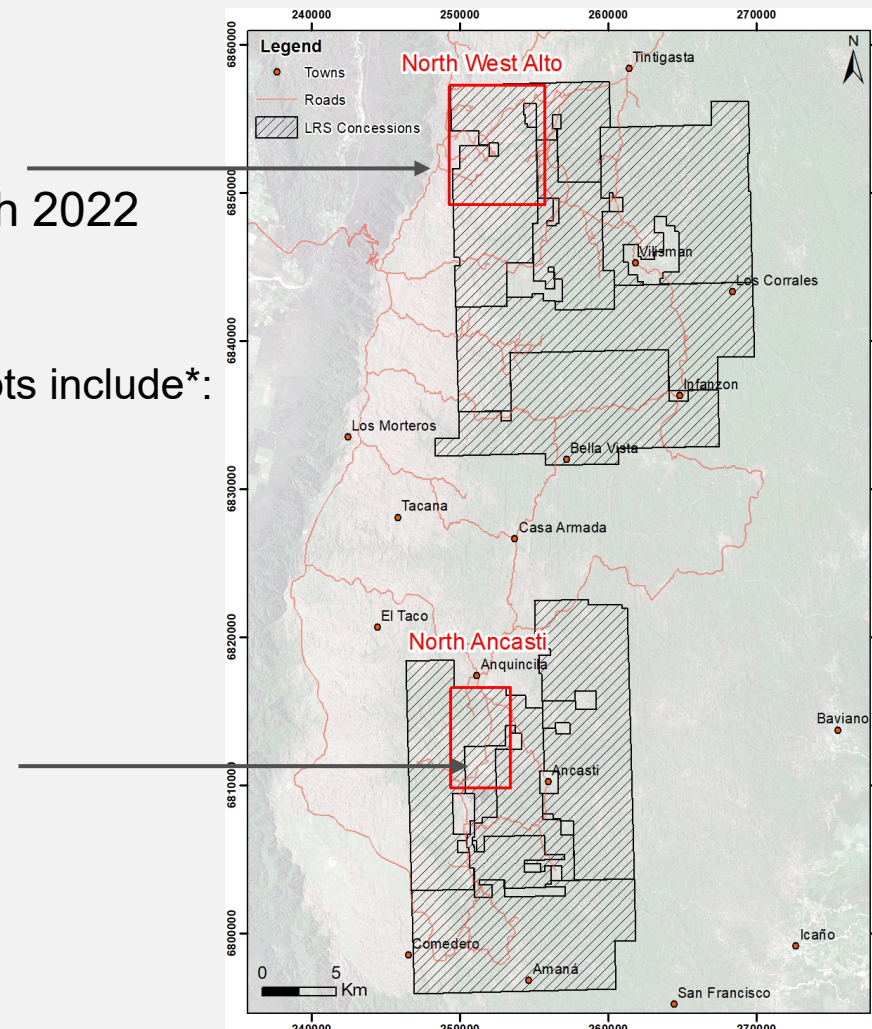 240000 250000 260000 270000
Legend
Towns
Roads
LRS Concessions
North West Alto
N
Tintigasta
6860000
6850000
h 2022
Vilisman
Los Corrales
6840000
ots include*:
Infanzon
Los Morteros
Bella Vista
6830000
Tacana
Casa Armada
El Taco
6820000
North Ancasti
Anquincila
Baviano
Ancasti
6810000
6800000
Icaño
Comedero
Amaná
0 5
Km
San Francisco
240000 250000 260000 270000